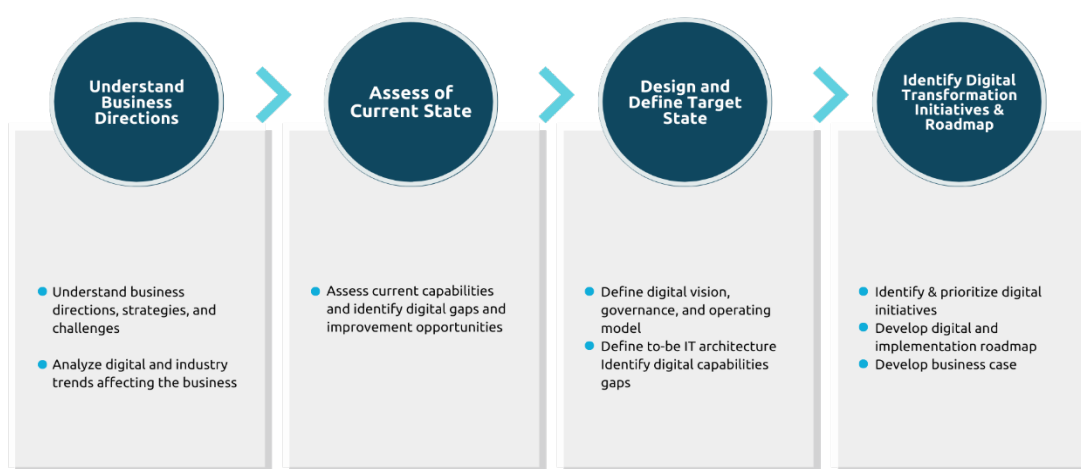 Understand
Business
Directions
Understand business
directions, strategies, and
challenges
Analyze digital and industry
trends affecting the business
Assess of
Current State
Assess current capabilities
and identify digital gaps and
improvement opportunities
Design and
Define Target
State
Define digital vision,
governance, and operating
model
Define to-be IT architecture
Identify digital capabilities
gaps
Identify Digital
Transformation
Initiatives &
Roadmap
Identify & prioritize digital
initiatives
Develop digital and
implementation roadmap
Develop business case